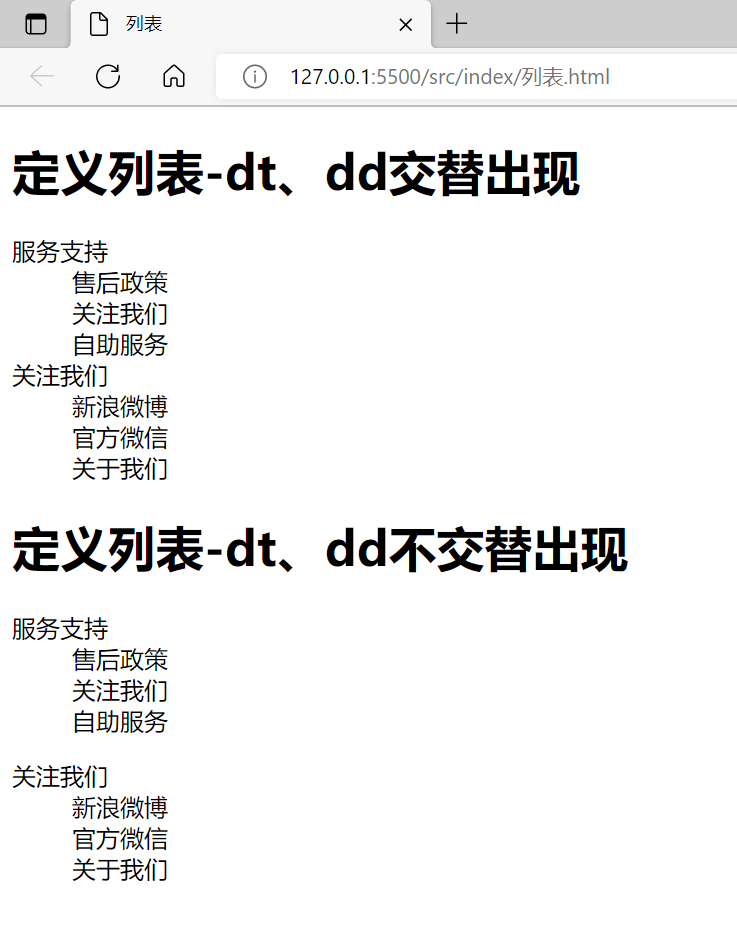 列表
127.0.0.1:5500/src/index/列表.html
定义列表-dt、dd交替出现
服务支持
售后政策
关注我们
自助服务
关注我们
新浪微博
官方微信
关于我们
定义列表-dt、dd不交替出现
服务支持
售后政策
关注我们
自助服务
关注我们
新浪微博
官方微信
关于我们